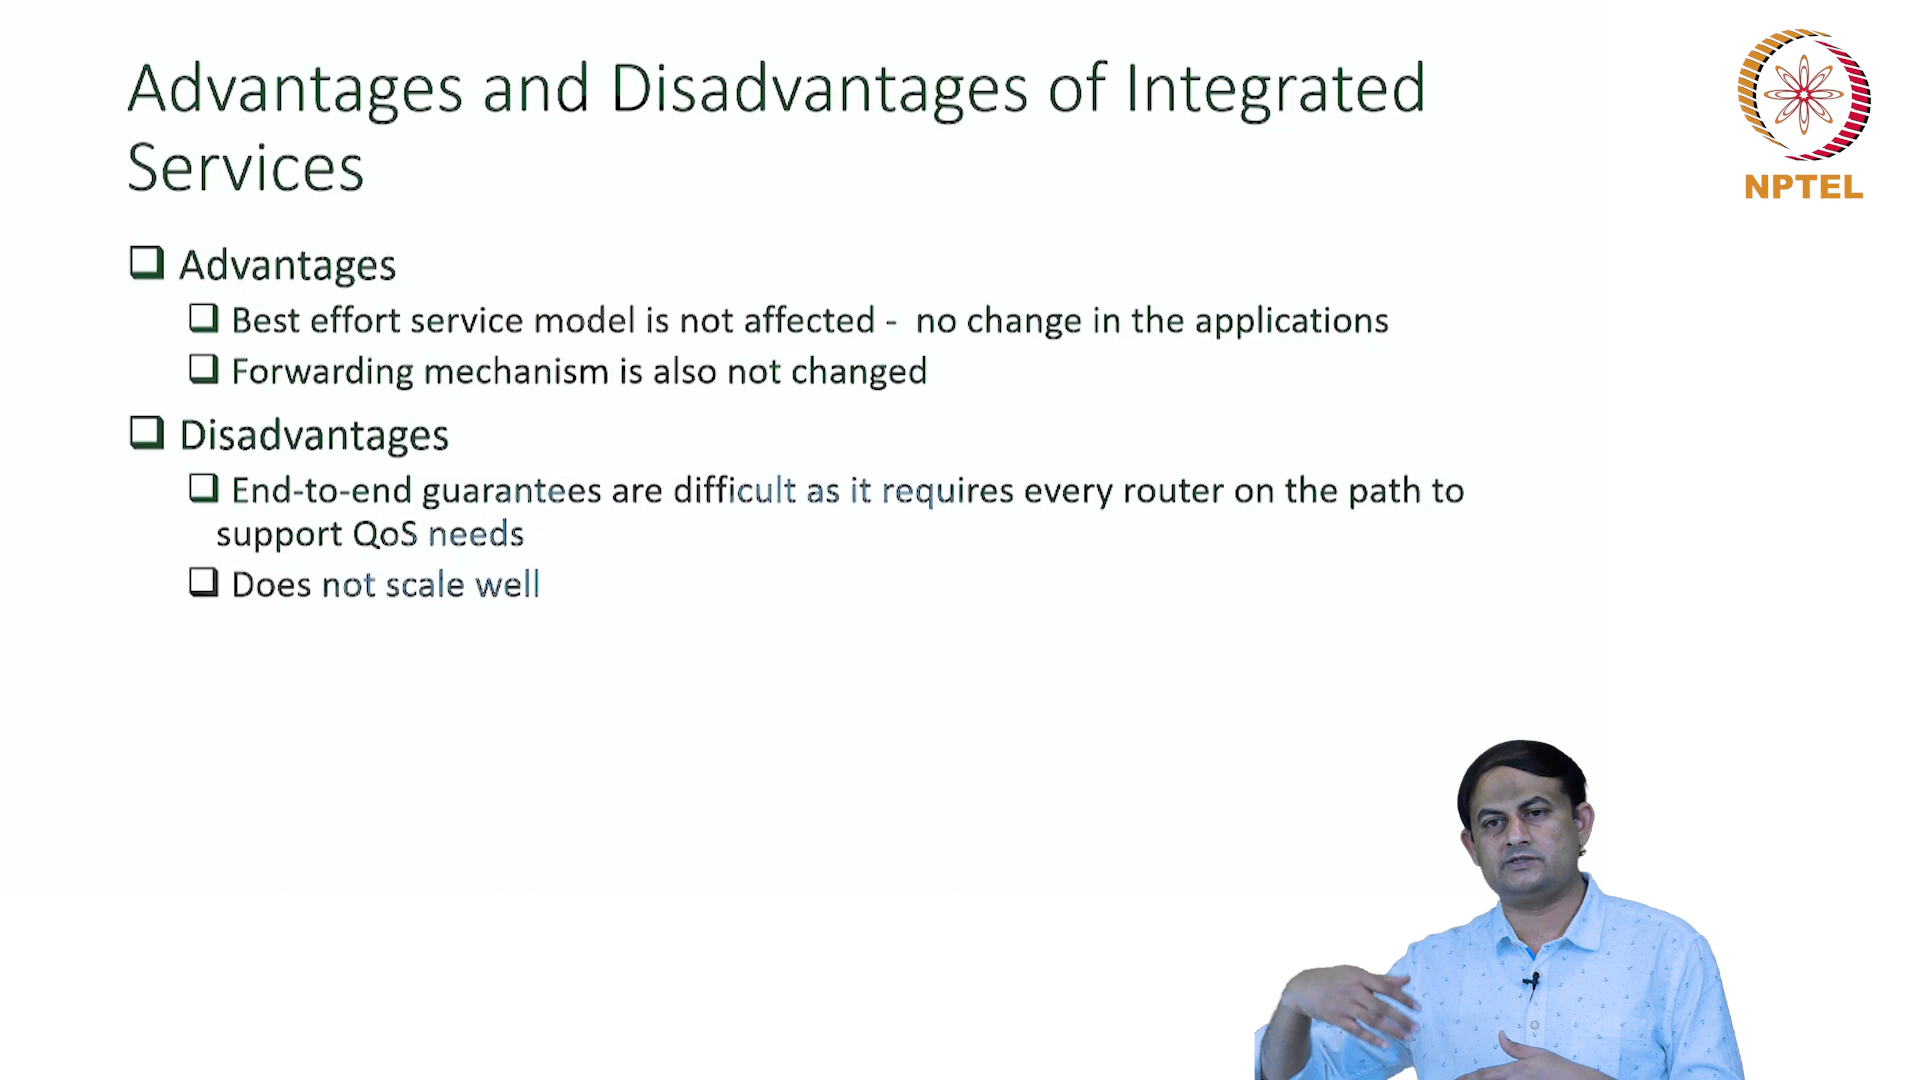 Advantages and Disadvantages of Integrated
Services
NPTEL
Advantages
Best effort service model is not affected - no change in the applications
Forwarding mechanism is also not changed
Disadvantages
End-to-end guarantees are difficult as it requires every router on the path to
support QoS needs
Does not scale well